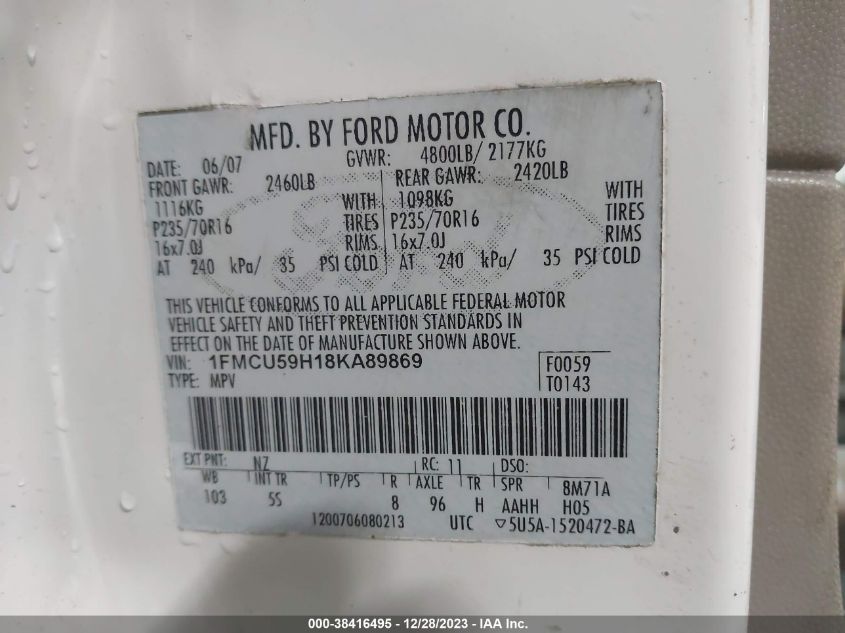 MFD. BY FORD MOTOR CO.
DATE: 06/07 GVWR: 4800LB/ 2177KG
FRONT GAWR: 2460LB REAR GAWR: 2420LB
1116KG WITH 1098KG WITH
P235/70R16 TIRES P235/70R16 TIRES
16x7.0J RIMS 16x7.0J RIMS
AT 240 kPa/ 35 PSI COLD AT 240 kPa/ 35 PSI COLD
THIS VEHICLE CONFORMS TO ALL APPLICABLE FEDERAL MOTOR
VEHICLE SAFETY AND THEFT PREVENTION STANDARDS IN
EFFECT ON THE DATE OF MANUFACTURE SHOWN ABOVE.
VIN: 1FMCU59H18KA89869 F0059
TYPE: MPV T0143
EXT PNT: NZ RC: 11 DSO:
WB INT TR TP/PS R AXLE TR SPR 8M71A
103 5S 8 96 H AAHH H05
1200706080213 UTC ▽5U5A-1520472-BA
000-38416495 - 12/28/2023 - IAA Inc.